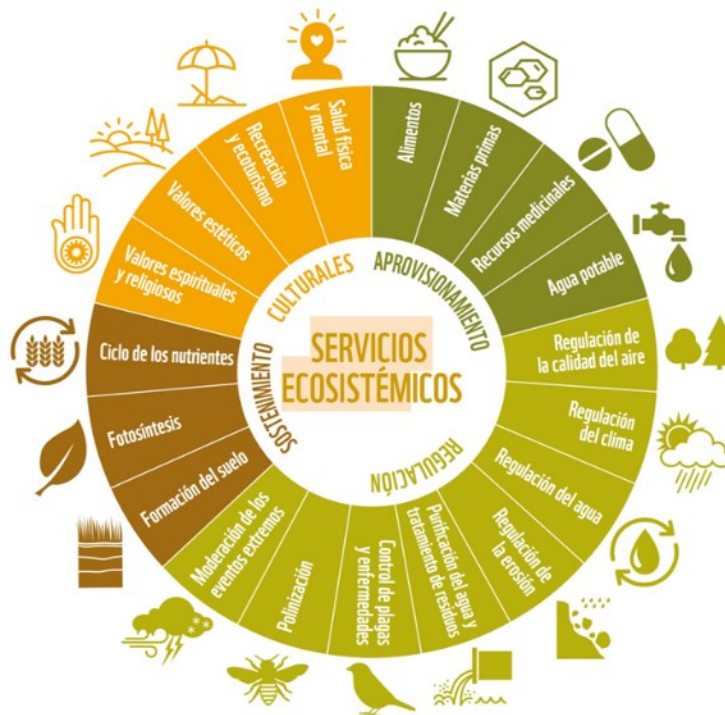 SERVICIOS
ECOSISTÉMICOS
APROVISIONAMIENTO
Alimentos
Materias primas
Recursos medicinales
Agua potable
REGULACIÓN
Regulación de
la calidad del aire
Regulación
del clima
Regulación del agua
Regulación de
la erosión
Purificación del agua y
tratamiento de residuos
Control de plagas
y enfermedades
Polinización
Moderación de los
eventos extremos
SOSTENIMIENTO
Formación del suelo
Fotosíntesis
Ciclo de los nutrientes
CULTURALES
Valores espirituales
y religiosos
Valores estéticos
Recreación
y ecoturismo
Salud física
y mental